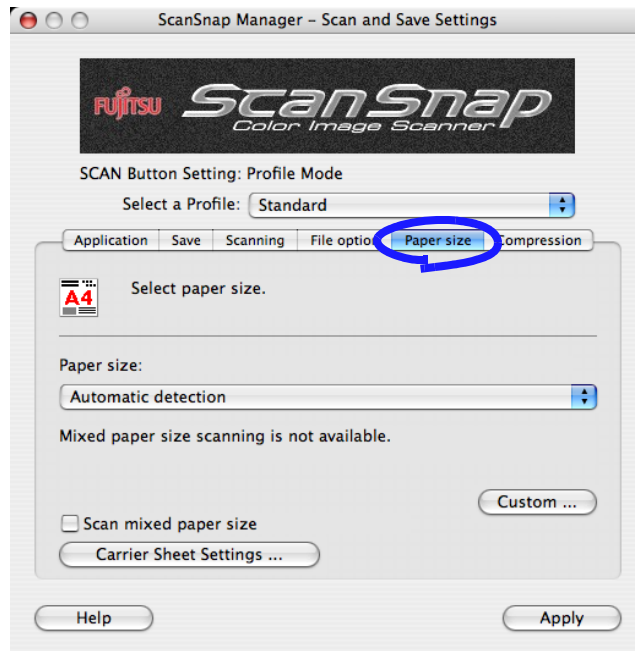 ScanSnap Manager – Scan and Save Settings
FUJITSU ScanSnap
Color Image Scanner
SCAN Button Setting: Profile Mode
Select a Profile: Standard
Application Save Scanning File option Paper size Compression
A4 Select paper size.
Paper size:
Automatic detection
Mixed paper size scanning is not available.
Custom ...
Scan mixed paper size
Carrier Sheet Settings ...
Help Apply